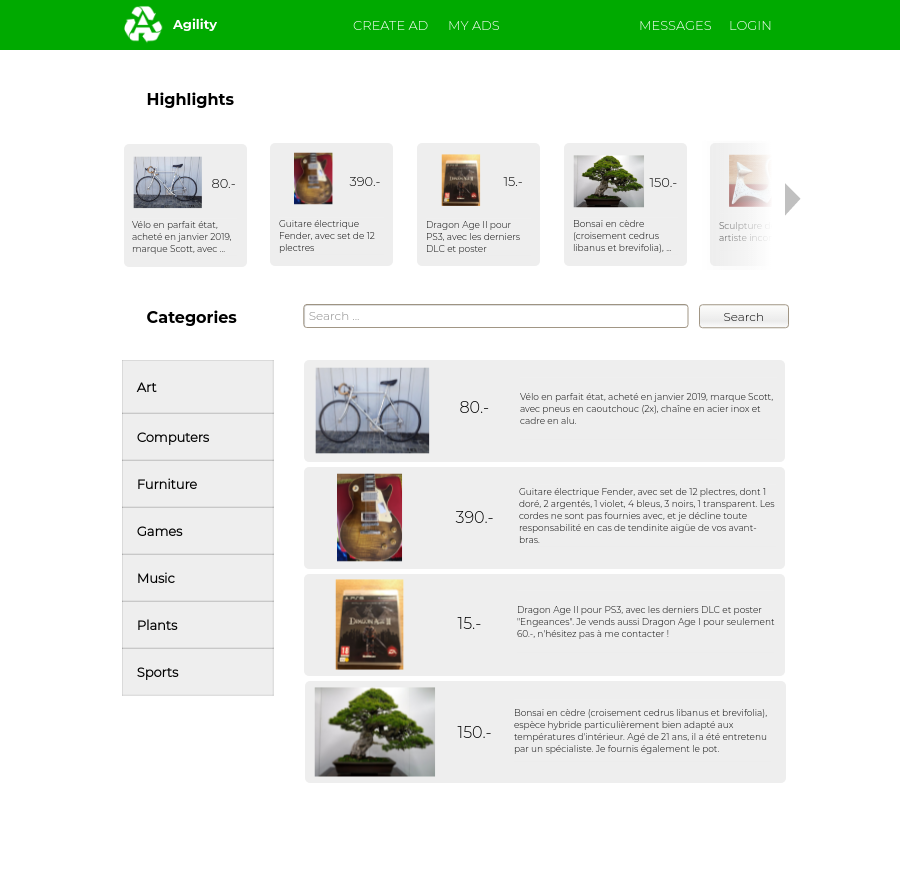 Agility
CREATE AD
MY ADS
MESSAGES
LOGIN
Highlights
80.-
Vélo en parfait état,
acheté en janvier 2019,
marque Scott, avec ...
390.-
Guitare électrique
Fender, avec set de 12
plectres
15.-
Dragon Age II pour
PS3, avec les derniers
DLC et poster
150.-
Bonsaï en cèdre
(croisement cedrus
libanus et brevifolia), ...
Sculpture
artiste
Categories
Search ...
Search
Art
Computers
Furniture
Games
Music
Plants
Sports
80.-
Vélo en parfait état, acheté en janvier 2019, marque Scott,
avec pneus en caoutchouc (2x), chaîne en acier inox et
cadre en alu.
390.-
Guitare électrique Fender, avec set de 12 plectres, dont 1
doré, 2 argentés, 1 violet, 4 bleus, 3 noirs, 1 transparent. Les
cordes ne sont pas fournies avec, et je décline toute
responsabilité en cas de tendinite aigüe de vos avant-
bras.
DRAGON AGE II
15.-
Dragon Age II pour PS3, avec les derniers DLC et poster
"Engeances". Je vends aussi Dragon Age I pour seulement
60.-, n'hésitez pas à me contacter !
150.-
Bonsaï en cèdre (croisement cedrus libanus et brevifolia),
espèce hybride particulièrement bien adapté aux
températures d'intérieur. Agé de 21 ans, il a été entretenu
par un spécialiste. Je fournis également le pot.